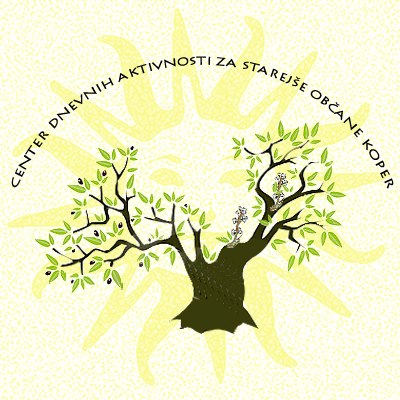 CENTER DNEVNIH AKTIVNOSTI ZA STAREJŠE OBČANE KOPER